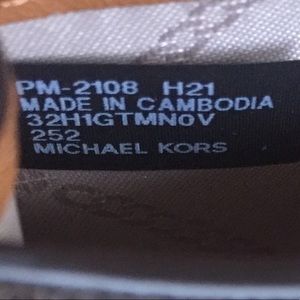 PM-2108 H21
MADE IN CAMBODIA
32H1GTMN0V
252
MICHAEL KORS